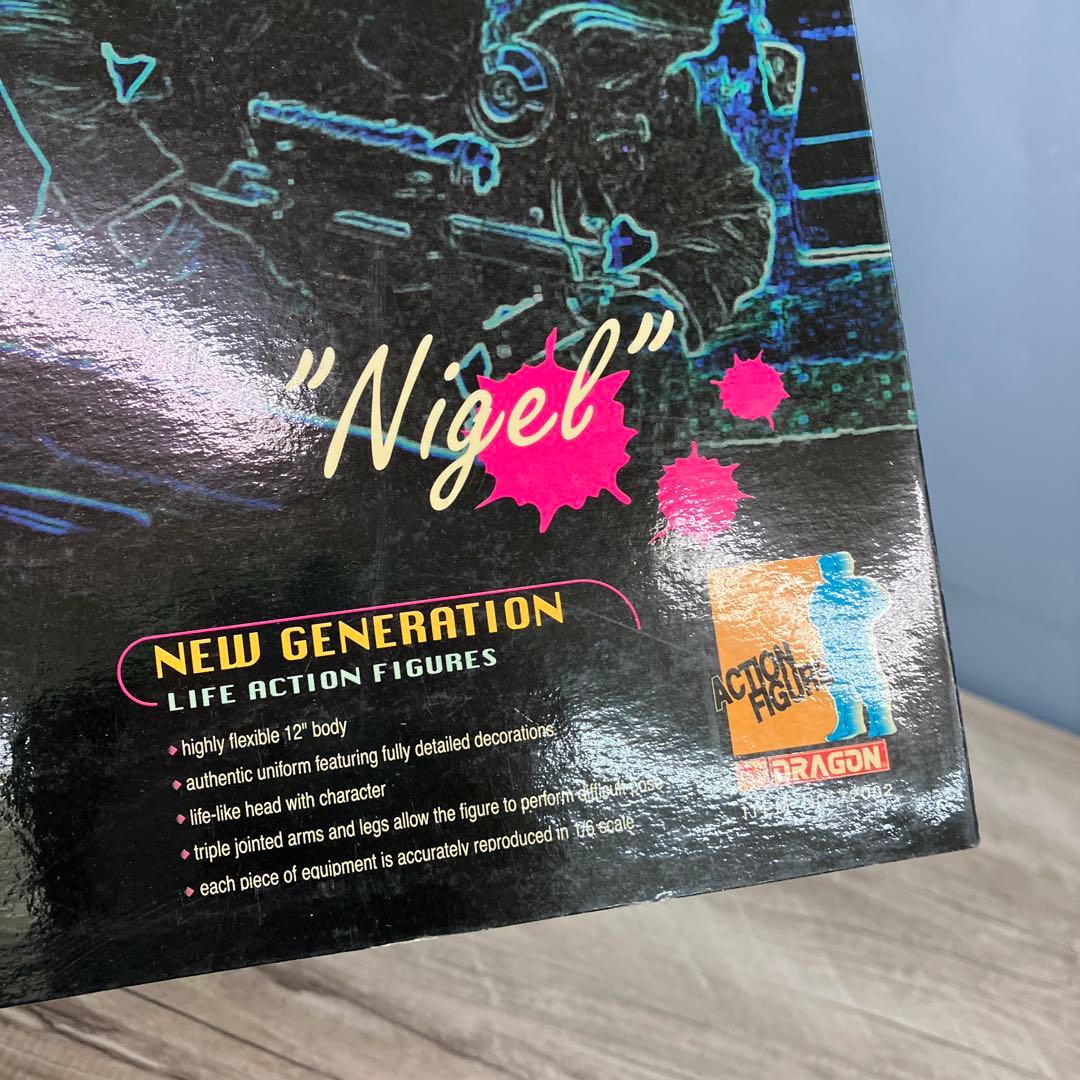 "Nigel"
NEW GENERATION
LIFE ACTION FIGURES
highly flexible 12" body
authentic uniform featuring fully detailed decorations
life-like head with character
triple jointed arms and legs allow the figure to perform difficult pose
each piece of equipment is accurately reproduced in 1/6 scale
ACTION
FIGURE
DRAGON